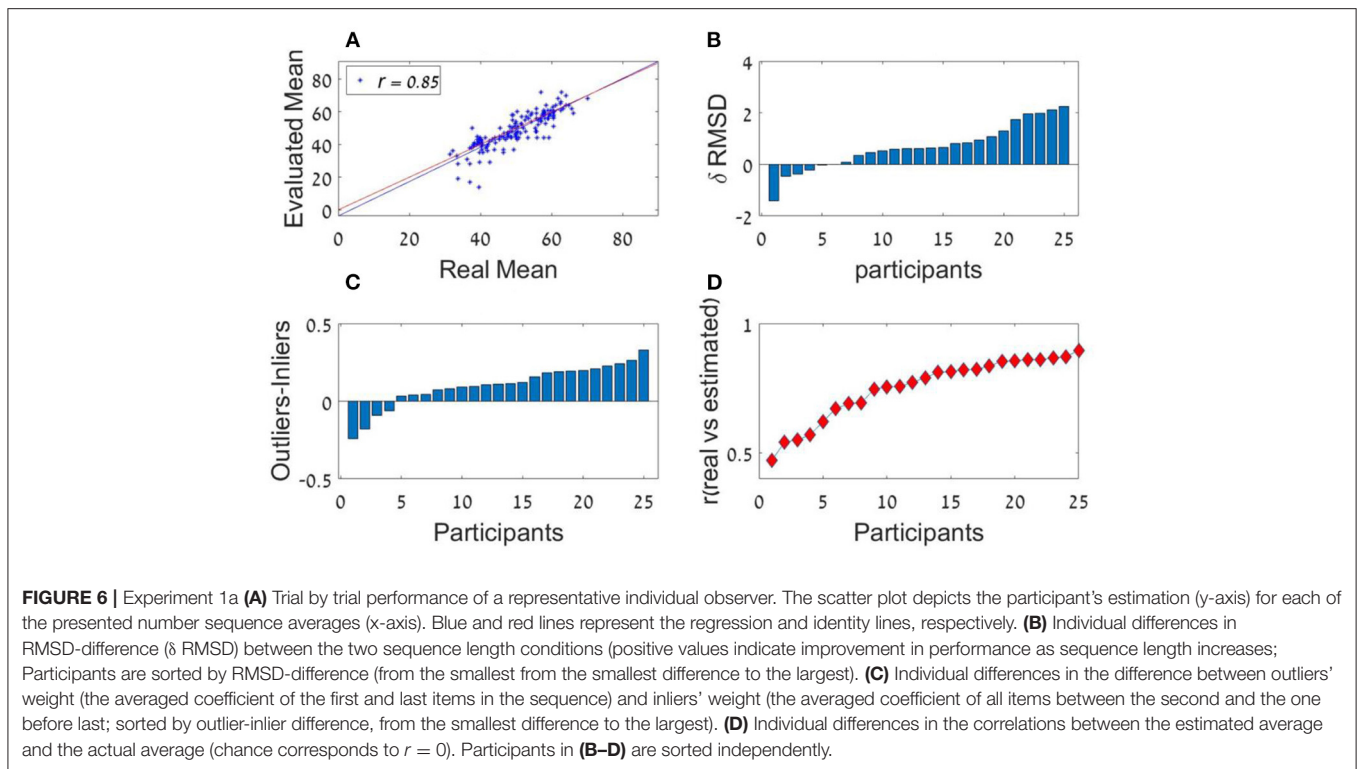 A
80
60
40
20
0
r = 0.85
Evaluated Mean
0 20 40 60 80
Real Mean
B
4
2
0
-2
δ RMSD
0 5 10 15 20 25
participants
C
0.5
0
-0.5
Outliers-Inliers
0 5 10 15 20 25
Participants
D
1
0.5
r(real vs estimated)
0 5 10 15 20 25
Participants
FIGURE 6 | Experiment 1a (A) Trial by trial performance of a representative individual observer. The scatter plot depicts the participant's estimation (y-axis) for each of
the presented number sequence averages (x-axis). Blue and red lines represent the regression and identity lines, respectively. (B) Individual differences in
RMSD-difference (δ RMSD) between the two sequence length conditions (positive values indicate improvement in performance as sequence length increases;
Participants are sorted by RMSD-difference (from the smallest from the smallest difference to the largest). (C) Individual differences in the difference between outliers'
weight (the averaged coefficient of the first and last items in the sequence) and inliers' weight (the averaged coefficient of all items between the second and the one
before last; sorted by outlier-inlier difference, from the smallest difference to the largest). (D) Individual differences in the correlations between the estimated average
and the actual average (chance corresponds to r = 0). Participants in (B–D) are sorted independently.